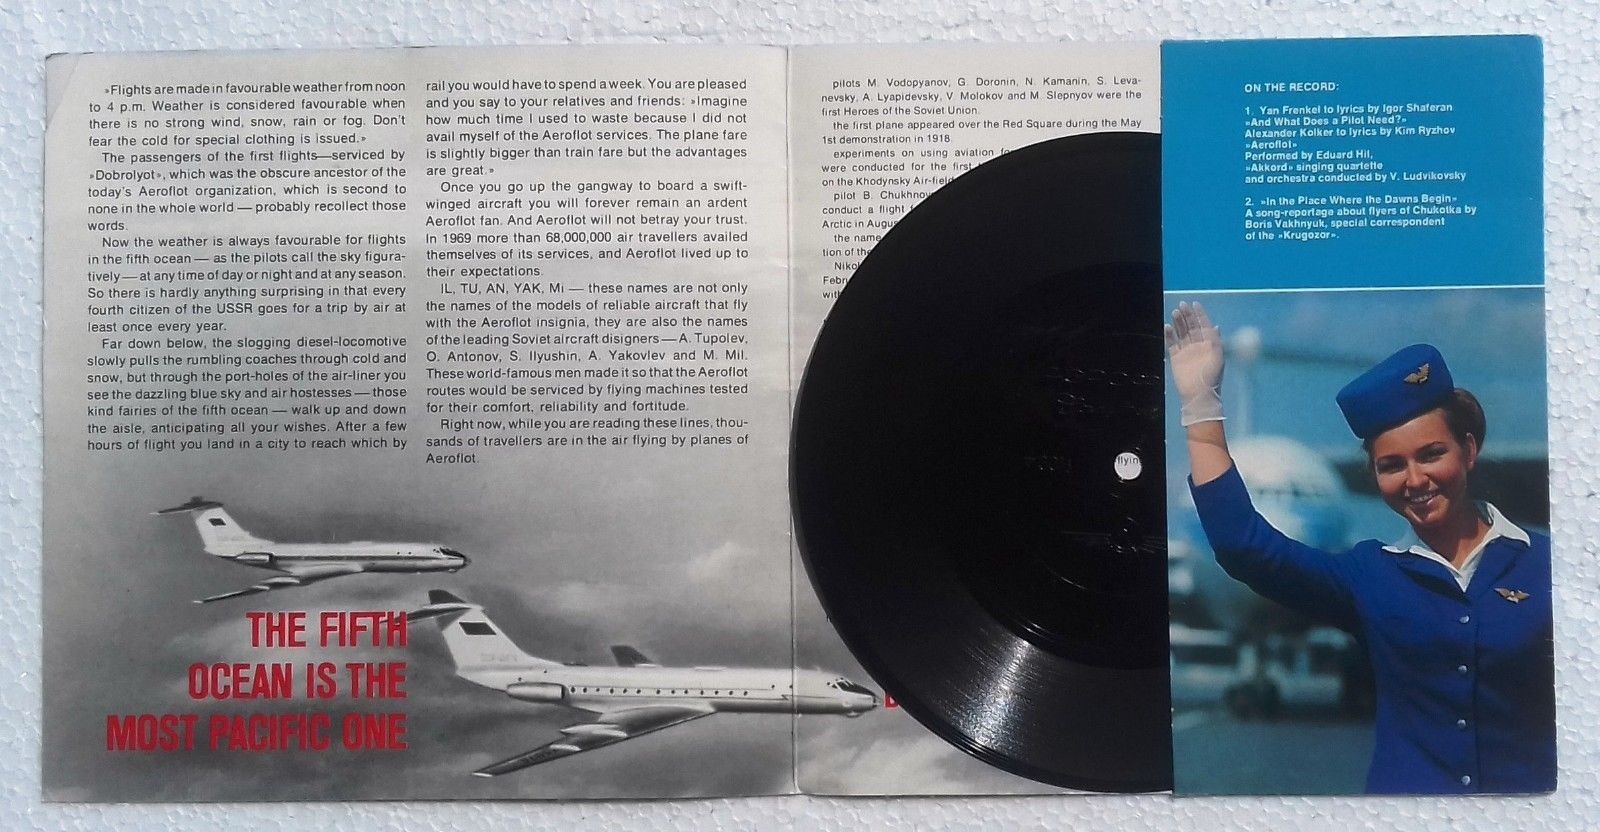 »Flights are made in favourable weather from noon
to 4 p.m. Weather is considered favourable when
there is no strong wind, snow, rain or fog. Don't
fear the cold for special clothing is issued.»
The passengers of the first flights—serviced by
»Dobrolyot», which was the obscure ancestor of the
today's Aeroflot organization, which is second to
none in the whole world — probably recollect those
words.
Now the weather is always favourable for flights
in the fifth ocean — as the pilots call the sky figura-
tively — at any time of day or night and at any season.
So there is hardly anything surprising in that every
fourth citizen of the USSR goes for a trip by air at
least once every year.
Far down below, the slogging diesel-locomotive
slowly pulls the rumbling coaches through cold and
snow, but through the port-holes of the air-liner you
see the dazzling blue sky and air hostesses — those
kind fairies of the fifth ocean — walk up and down
the aisle, anticipating all your wishes. After a few
hours of flight you land in a city to reach which by
rail you would have to spend a week. You are pleased
and you say to your relatives and friends: »Imagine
how much time I used to waste because I did not
avail myself of the Aeroflot services. The plane fare
is slightly bigger than train fare but the advantages
are great.»
Once you go up the gangway to board a swift-
winged aircraft you will forever remain an ardent
Aeroflot fan. And Aeroflot will not betray your trust.
In 1969 more than 68,000,000 air travellers availed
themselves of its services, and Aeroflot lived up to
their expectations.
IL, TU, AN, YAK, Mi — these names are not only
the names of the models of reliable aircraft that fly
with the Aeroflot insignia, they are also the names
of the leading Soviet aircraft disigners — A. Tupolev,
O. Antonov, S. Ilyushin, A. Yakovlev and M. Mil.
These world-famous men made it so that the Aeroflot
routes would be serviced by flying machines tested
for their comfort, reliability and fortitude.
Right now, while you are reading these lines, thou-
sands of travellers are in the air flying by planes of
Aeroflot.
THE FIFTH
OCEAN IS THE
MOST PACIFIC ONE
pilots M. Vodopyanov, G. Doronin, N. Kamanin, S. Leva-
nevsky, A. Lyapidevsky, V. Molokov and M. Slepnyov were the
first Heroes of the Soviet Union.
the first plane appeared over the Red Square during the May
1st demonstration in 1918.
experiments on using aviation
were conducted for the first
on the Khodynsky Air-field
pilot B. Chukhnov
conduct a flight
Arctic in Augus
the name
tion of the
Nikol
Febru
with
flyin
ON THE RECORD:
1. Yan Frenkel to lyrics by Igor Shaferan
»And What Does a Pilot Need?»
Alexander Kolker to lyrics by Kim Ryzhov
»Aeroflot»
Performed by Eduard Hil,
»Akkord» singing quartette
and orchestra conducted by V. Ludvikovsky
2. »In the Place Where the Dawns Begin»
A song-reportage about flyers of Chukotka by
Boris Vakhnyuk, special correspondent
of the »Krugozor».